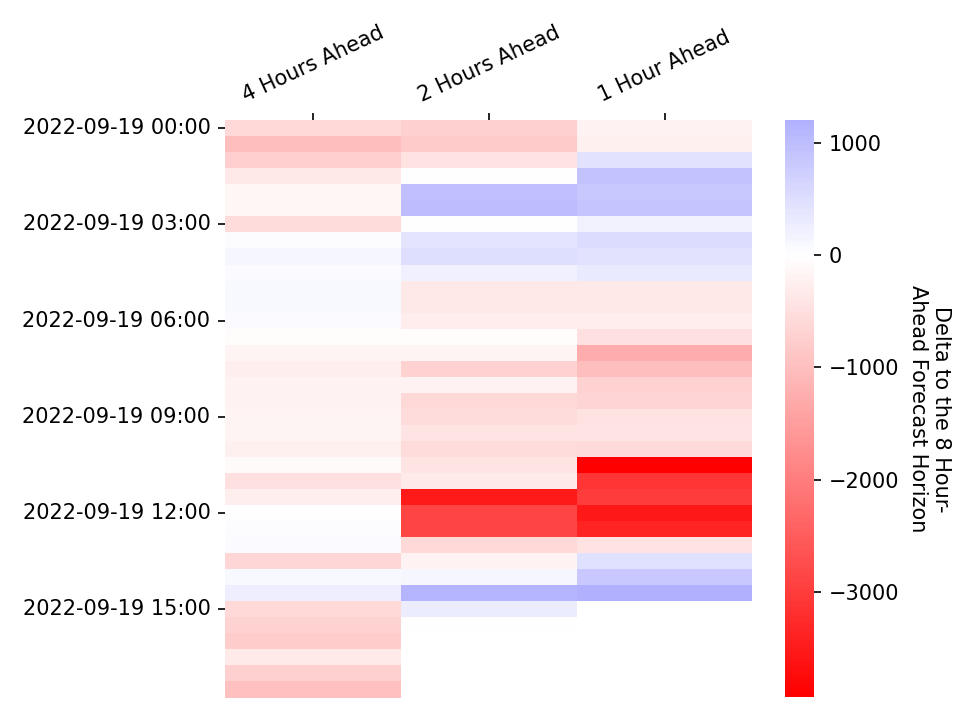 4 Hours Ahead
2 Hours Ahead
1 Hour Ahead
2022-09-19 00:00
2022-09-19 03:00
2022-09-19 06:00
2022-09-19 09:00
2022-09-19 12:00
2022-09-19 15:00
1000
0
−1000
−2000
−3000
Delta to the 8 Hour-
Ahead Forecast Horizon